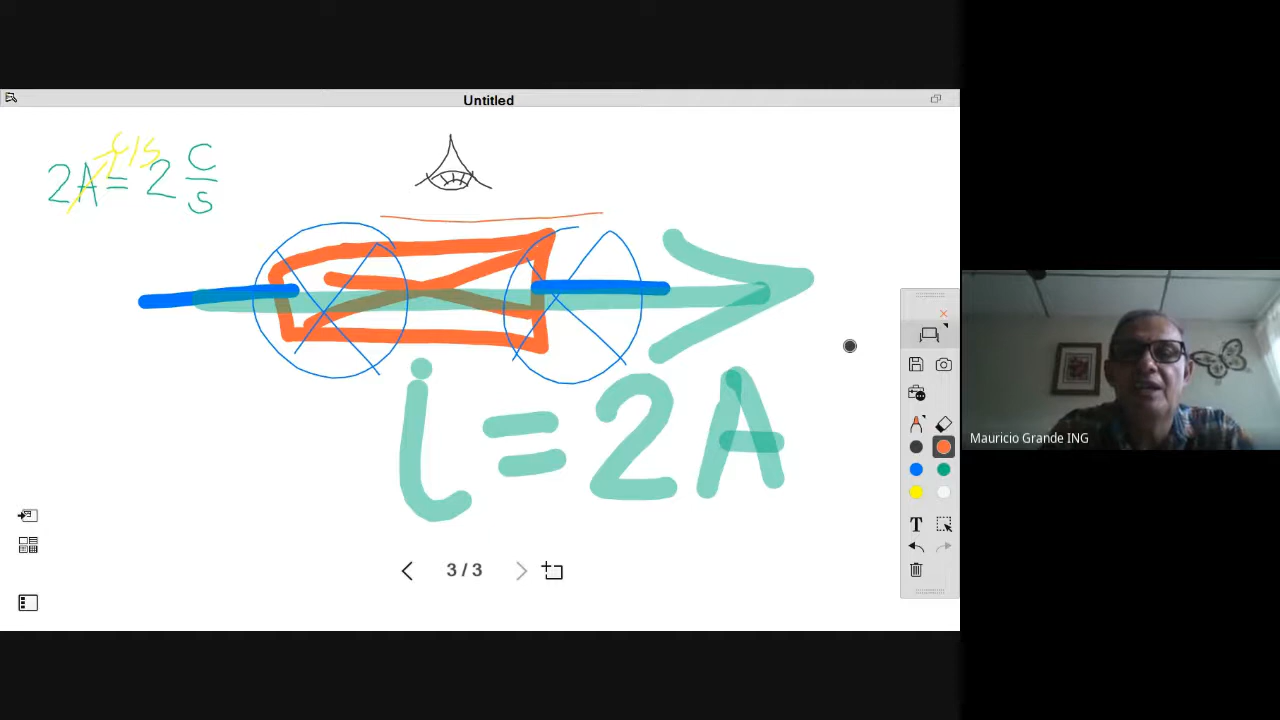 Untitled
2A = 2 C/s
c/s
i = 2A
Mauricio Grande ING
T
3 / 3